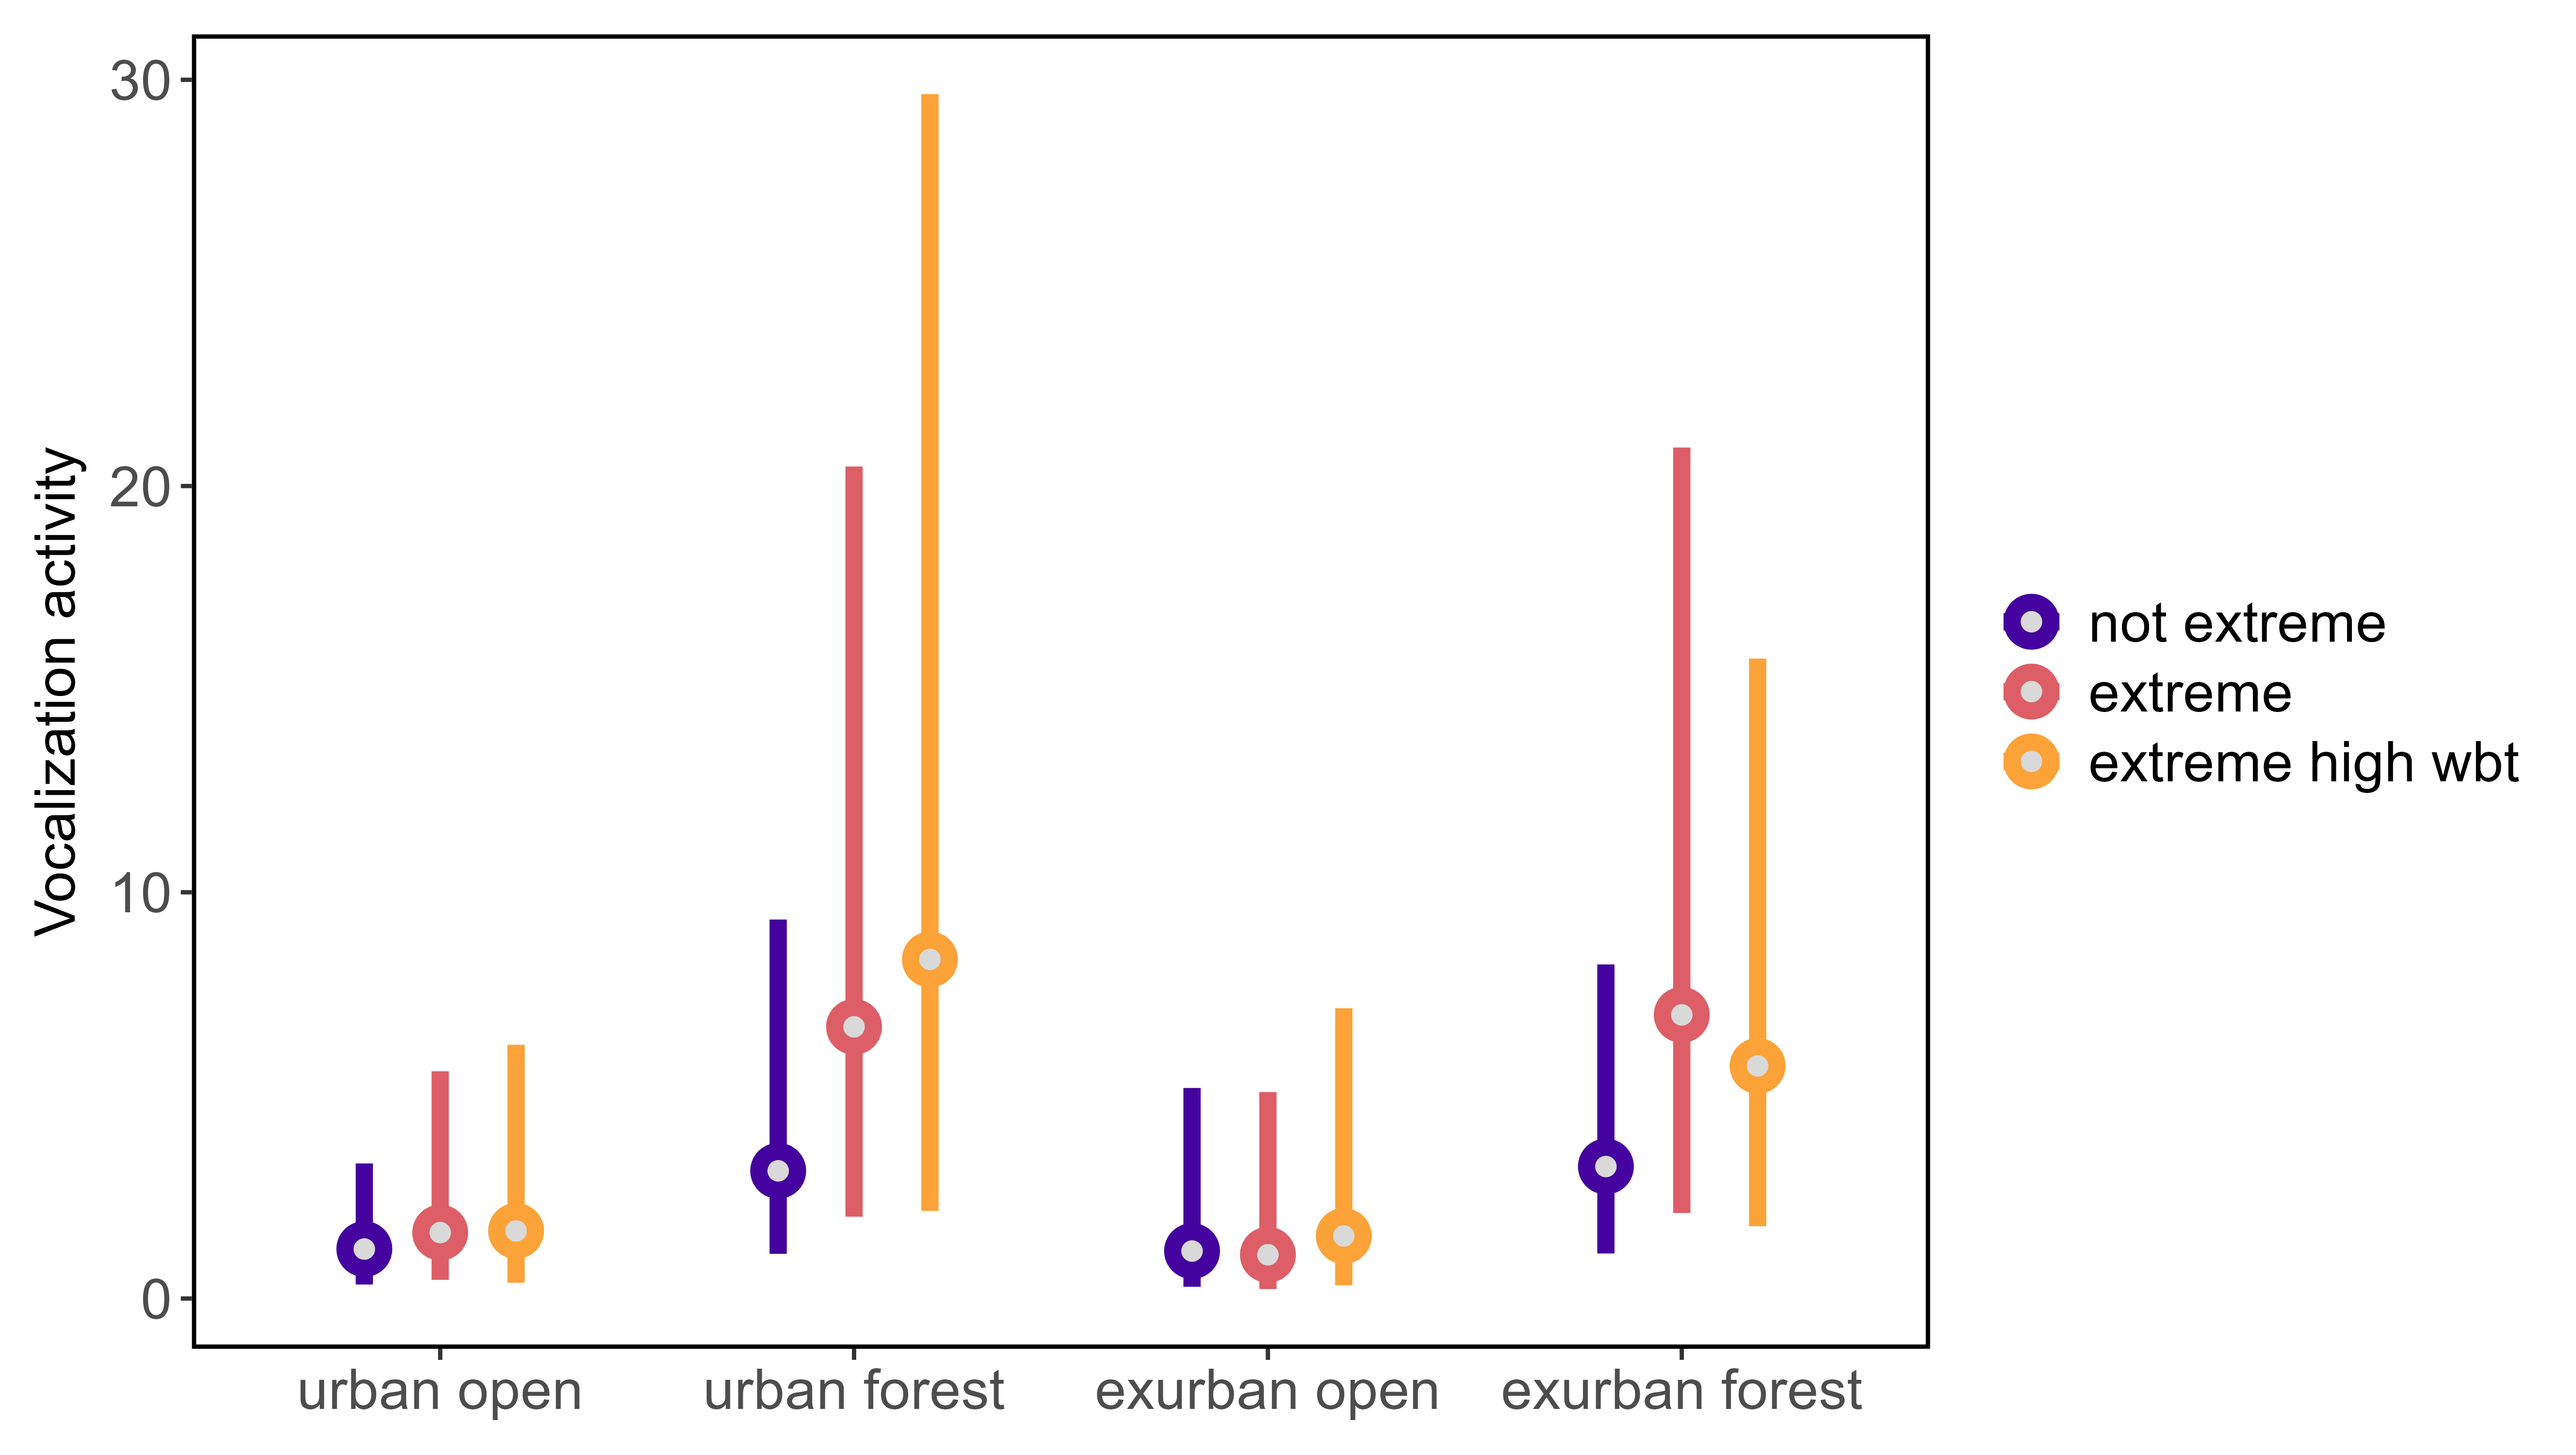 Vocalization activity
30
20
10
0
urban open
urban forest
exurban open
exurban forest
not extreme
extreme
extreme high wbt